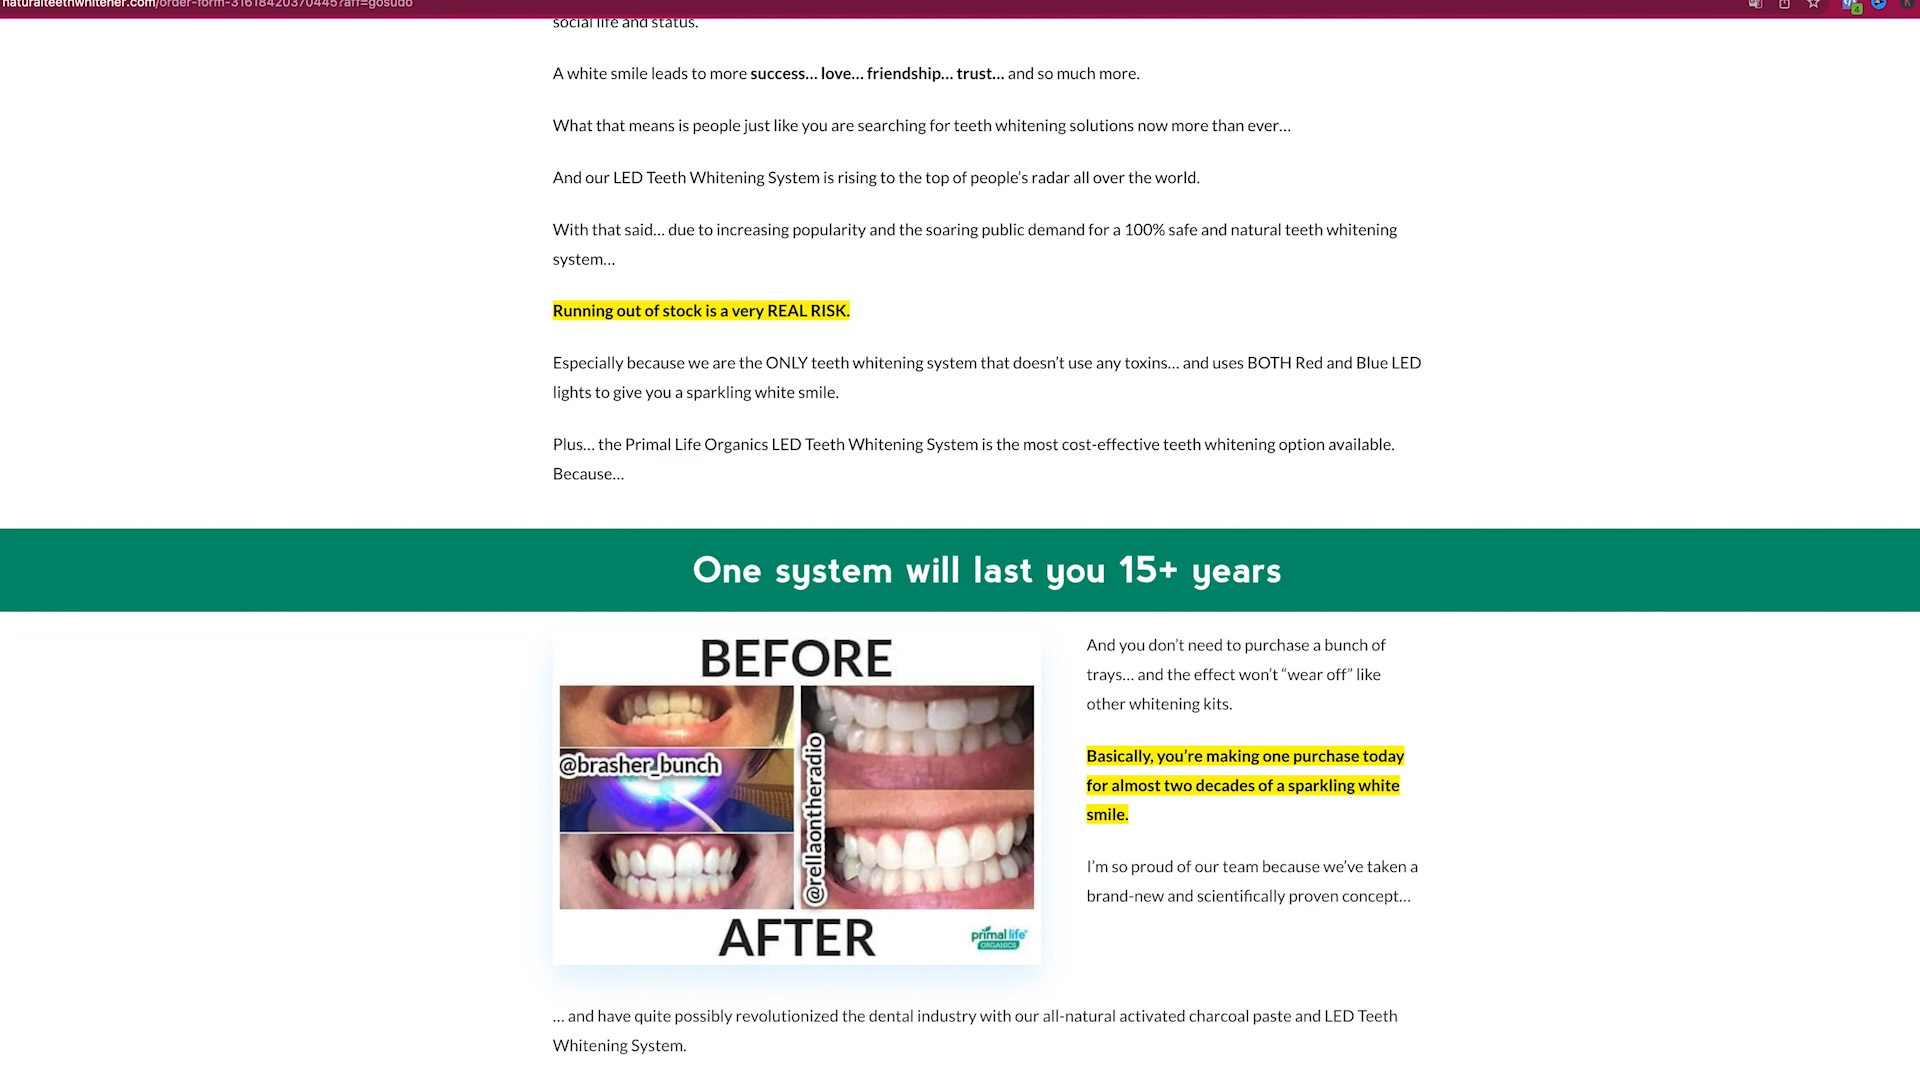 naturalteethwhitener.com/order-form-31618420370445?aff=gosudo
social life and status.
A white smile leads to more success… love… friendship… trust… and so much more.
What that means is people just like you are searching for teeth whitening solutions now more than ever…
And our LED Teeth Whitening System is rising to the top of people’s radar all over the world.
With that said… due to increasing popularity and the soaring public demand for a 100% safe and natural teeth whitening
system…
Running out of stock is a very REAL RISK.
Especially because we are the ONLY teeth whitening system that doesn’t use any toxins… and uses BOTH Red and Blue LED
lights to give you a sparkling white smile.
Plus… the Primal Life Organics LED Teeth Whitening System is the most cost-effective teeth whitening option available.
Because…
One system will last you 15+ years
BEFORE
@brasher_bunch
@rellaontheradio
AFTER
primal life
ORGANICS
And you don’t need to purchase a bunch of
trays… and the effect won’t “wear off” like
other whitening kits.
Basically, you’re making one purchase today
for almost two decades of a sparkling white
smile.
I’m so proud of our team because we’ve taken a
brand-new and scientifically proven concept…
… and have quite possibly revolutionized the dental industry with our all-natural activated charcoal paste and LED Teeth
Whitening System.